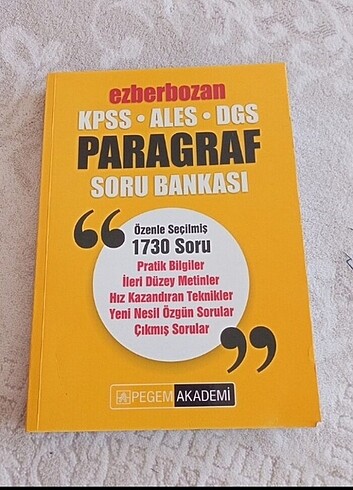 ezberbozan
KPSS • ALES • DGS
PARAGRAF
SORU BANKASI
Özenle Seçilmiş
1730 Soru
Pratik Bilgiler
İleri Düzey Metinler
Hız Kazandıran Teknikler
Yeni Nesil Özgün Sorular
Çıkmış Sorular
PEGEM AKADEMİ